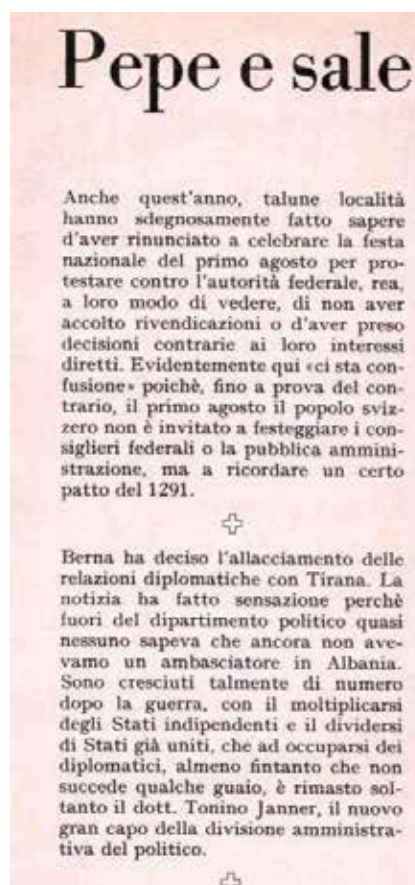 Pepe e sale
Anche quest'anno, talune località
hanno sdegnosamente fatto sapere
d'aver rinunciato a celebrare la festa
nazionale del primo agosto per pro-
testare contro l'autorità federale, rea,
a loro modo di vedere, di non aver
accolto rivendicazioni o d'aver preso
decisioni contrarie ai loro interessi
diretti. Evidentemente qui «ci sta con-
fusione» poichè, fino a prova del con-
trario, il primo agosto il popolo sviz-
zero non è invitato a festeggiare i con-
siglieri federali o la pubblica ammini-
strazione, ma a ricordare un certo
patto del 1291.
Berna ha deciso l'allacciamento delle
relazioni diplomatiche con Tirana. La
notizia ha fatto sensazione perchè
fuori del dipartimento politico quasi
nessuno sapeva che ancora non ave-
vamo un ambasciatore in Albania.
Sono cresciuti talmente di numero
dopo la guerra, con il moltiplicarsi
degli Stati indipendenti e il dividersi
di Stati già uniti, che ad occuparsi dei
diplomatici, almeno fintanto che non
succede qualche guaio, è rimasto sol-
tanto il dott. Tonino Janner, il nuovo
gran capo della divisione amministra-
tiva del politico.